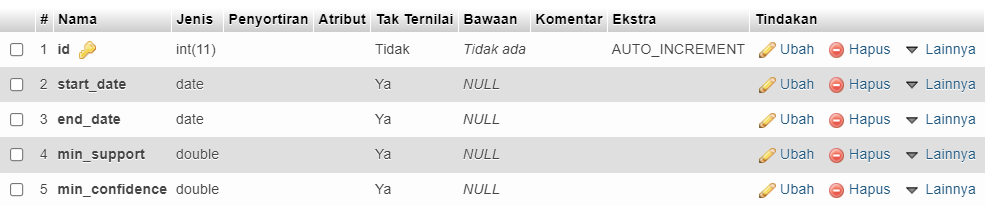 # Nama Jenis Penyortiran Atribut Tak Ternilai Bawaan Komentar Ekstra Tindakan
1 id int(11) Tidak Tidak ada AUTO_INCREMENT Ubah Hapus Lainnya
2 start_date date Ya NULL Ubah Hapus Lainnya
3 end_date date Ya NULL Ubah Hapus Lainnya
4 min_support double Ya NULL Ubah Hapus Lainnya
5 min_confidence double Ya NULL Ubah Hapus Lainnya